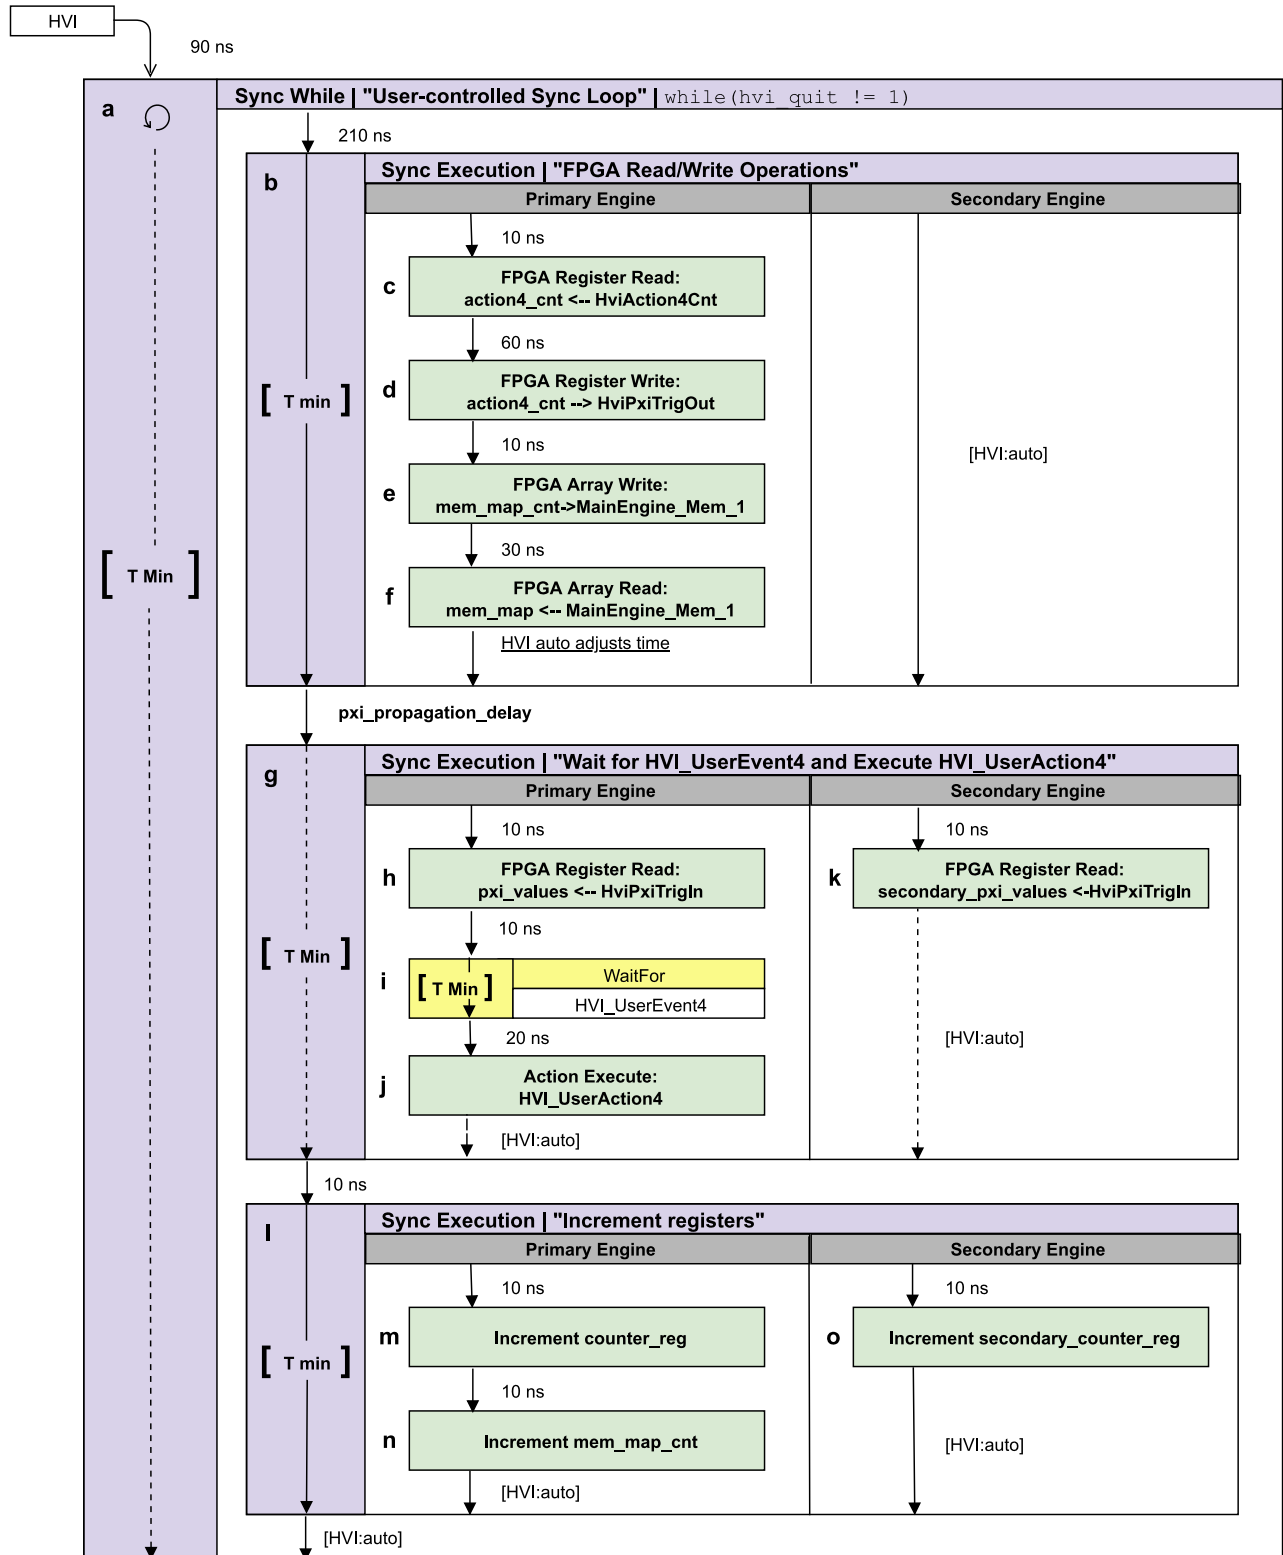 HVI
90 ns
a
Sync While | "User-controlled Sync Loop" | while(hvi_quit != 1)
210 ns
b
Sync Execution | "FPGA Read/Write Operations"
Primary Engine
Secondary Engine
10 ns
c
FPGA Register Read:
action4_cnt <-- HviAction4Cnt
60 ns
d
FPGA Register Write:
action4_cnt --> HviPxiTrigOut
[ T min ]
10 ns
[HVI:auto]
e
FPGA Array Write:
mem_map_cnt->MainEngine_Mem_1
30 ns
[ T Min ]
f
FPGA Array Read:
mem_map <-- MainEngine_Mem_1
HVI auto adjusts time
pxi_propagation_delay
g
Sync Execution | "Wait for HVI_UserEvent4 and Execute HVI_UserAction4"
Primary Engine
Secondary Engine
10 ns
10 ns
h
FPGA Register Read:
pxi_values <-- HviPxiTrigIn
k
FPGA Register Read:
secondary_pxi_values <-HviPxiTrigIn
10 ns
[ T Min ]
i
[ T Min ]
WaitFor
HVI_UserEvent4
20 ns
[HVI:auto]
j
Action Execute:
HVI_UserAction4
[HVI:auto]
10 ns
l
Sync Execution | "Increment registers"
Primary Engine
Secondary Engine
10 ns
10 ns
m
Increment counter_reg
o
Increment secondary_counter_reg
[ T min ]
10 ns
n
Increment mem_map_cnt
[HVI:auto]
[HVI:auto]
[HVI:auto]